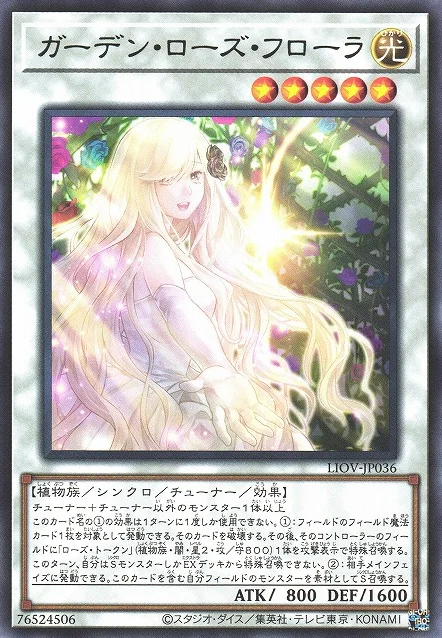 ガーデン・ローズ・フローラ
光
LIOV-JP036
【植物族／シンクロ／チューナー／効果】
チューナー＋チューナー以外のモンスター1体以上
このカード名の①の効果は1ターンに1度しか使用できない。①：フィールドのフィールド魔法
カード1枚を対象として発動できる。そのカードを破壊する。その後、そのコントローラーのフィー
ルドに「ローズ・トークン」（植物族・闇・星2・攻／守800）1体を攻撃表示で特殊召喚する。
このターン、自分はSモンスターしかEXデッキから特殊召喚できない。②：相手メインフェ
イズに発動できる。このカードを含む自分フィールドのモンスターを素材としてS召喚する。
ATK/ 800 DEF/1600
76524506
©スタジオ・ダイス／集英社・テレビ東京・KONAMI